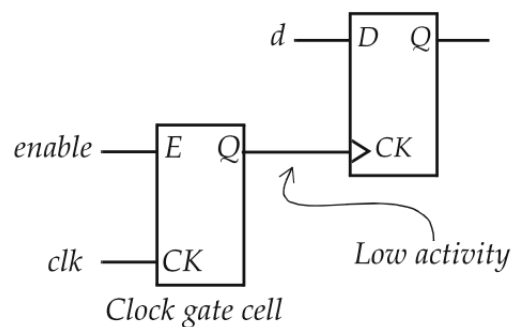 d D Q
enable E Q CK
Low activity
clk CK
Clock gate cell